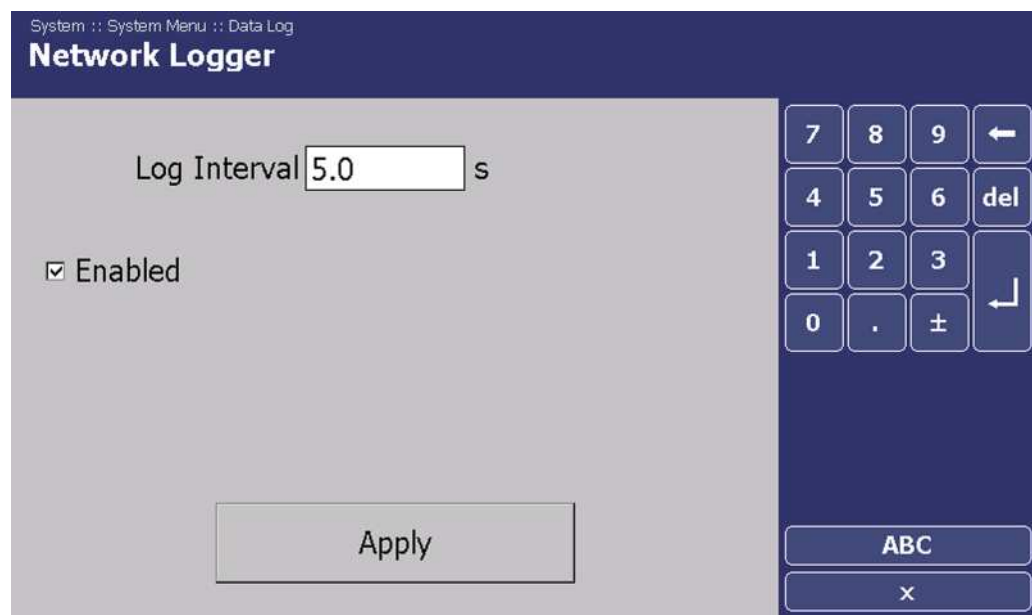 System :: System Menu :: Data Log
Network Logger
Log Interval 5.0 s
Enabled
Apply
7 8 9 ←
4 5 6 del
1 2 3
0 . ± ↵
ABC
x